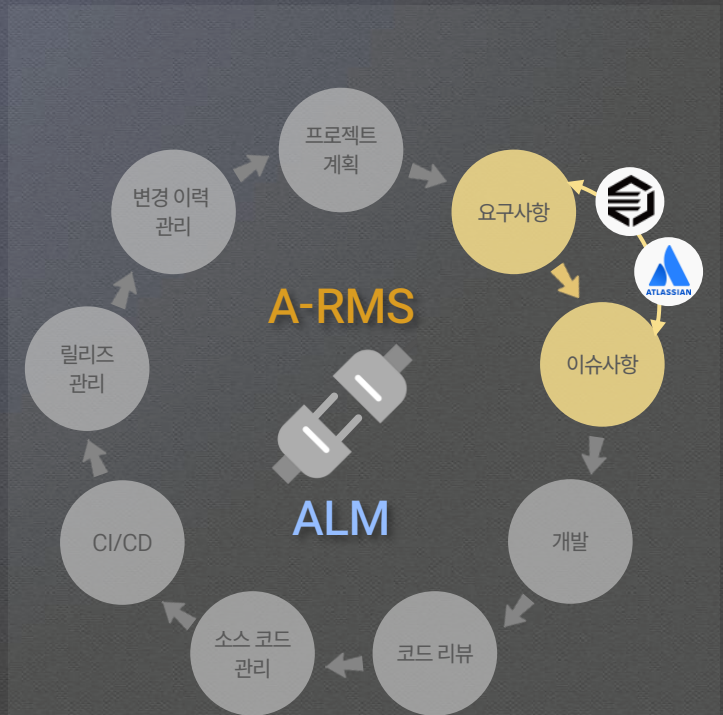 프로젝트
계획
변경 이력
관리
요구사항
ATLASSIAN
A-RMS
릴리즈
관리
이슈사항
ALM
CI/CD
개발
소스 코드
관리
코드 리뷰